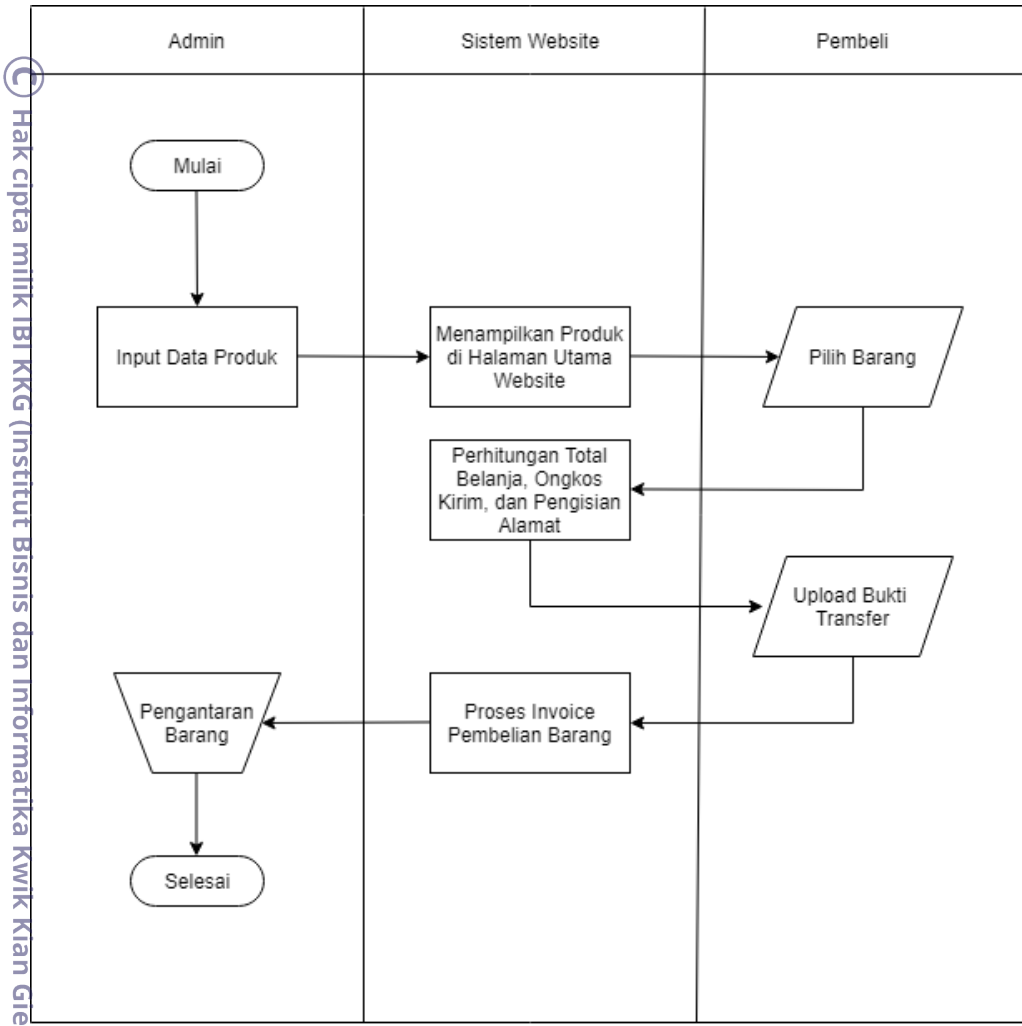 Admin
Sistem Website
Pembeli
Mulai
Input Data Produk
Menampilkan Produk
di Halaman Utama
Website
Pilih Barang
Perhitungan Total
Belanja, Ongkos
Kirim, dan Pengisian
Alamat
Upload Bukti
Transfer
Proses Invoice
Pembelian Barang
Pengantaran
Barang
Selesai
© Hak cipta milik IBI KKG (Institut Bisnis dan Informatika Kwik Kian Gie